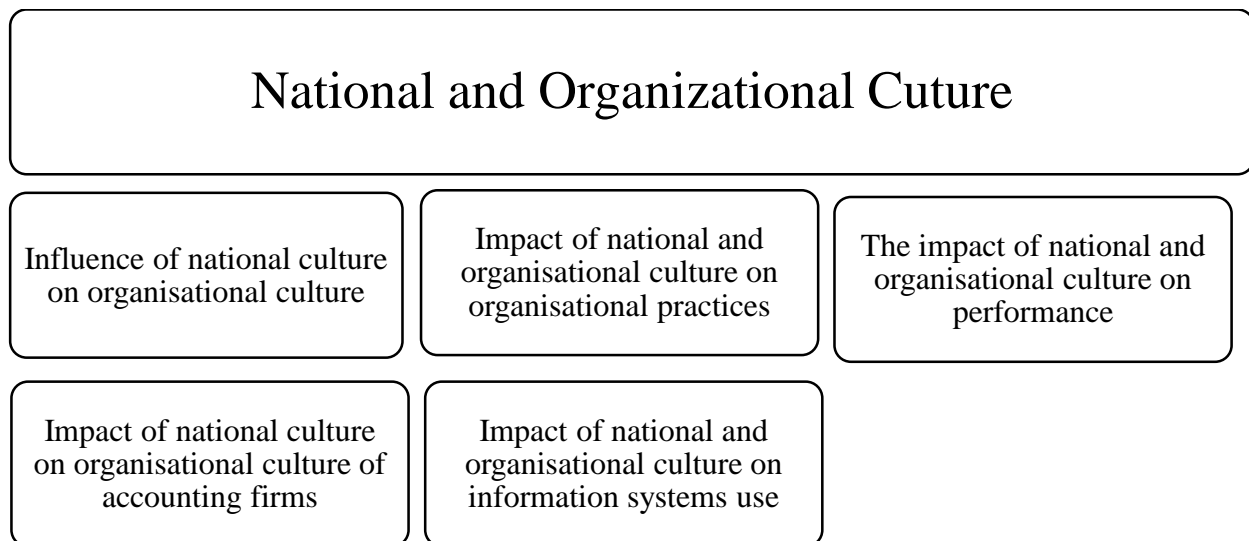 National and Organizational Cuture
Influence of national culture
on organisational culture
Impact of national and
organisational culture on
organisational practices
The impact of national and
organisational culture on
performance
Impact of national culture
on organisational culture of
accounting firms
Impact of national and
organisational culture on
information systems use